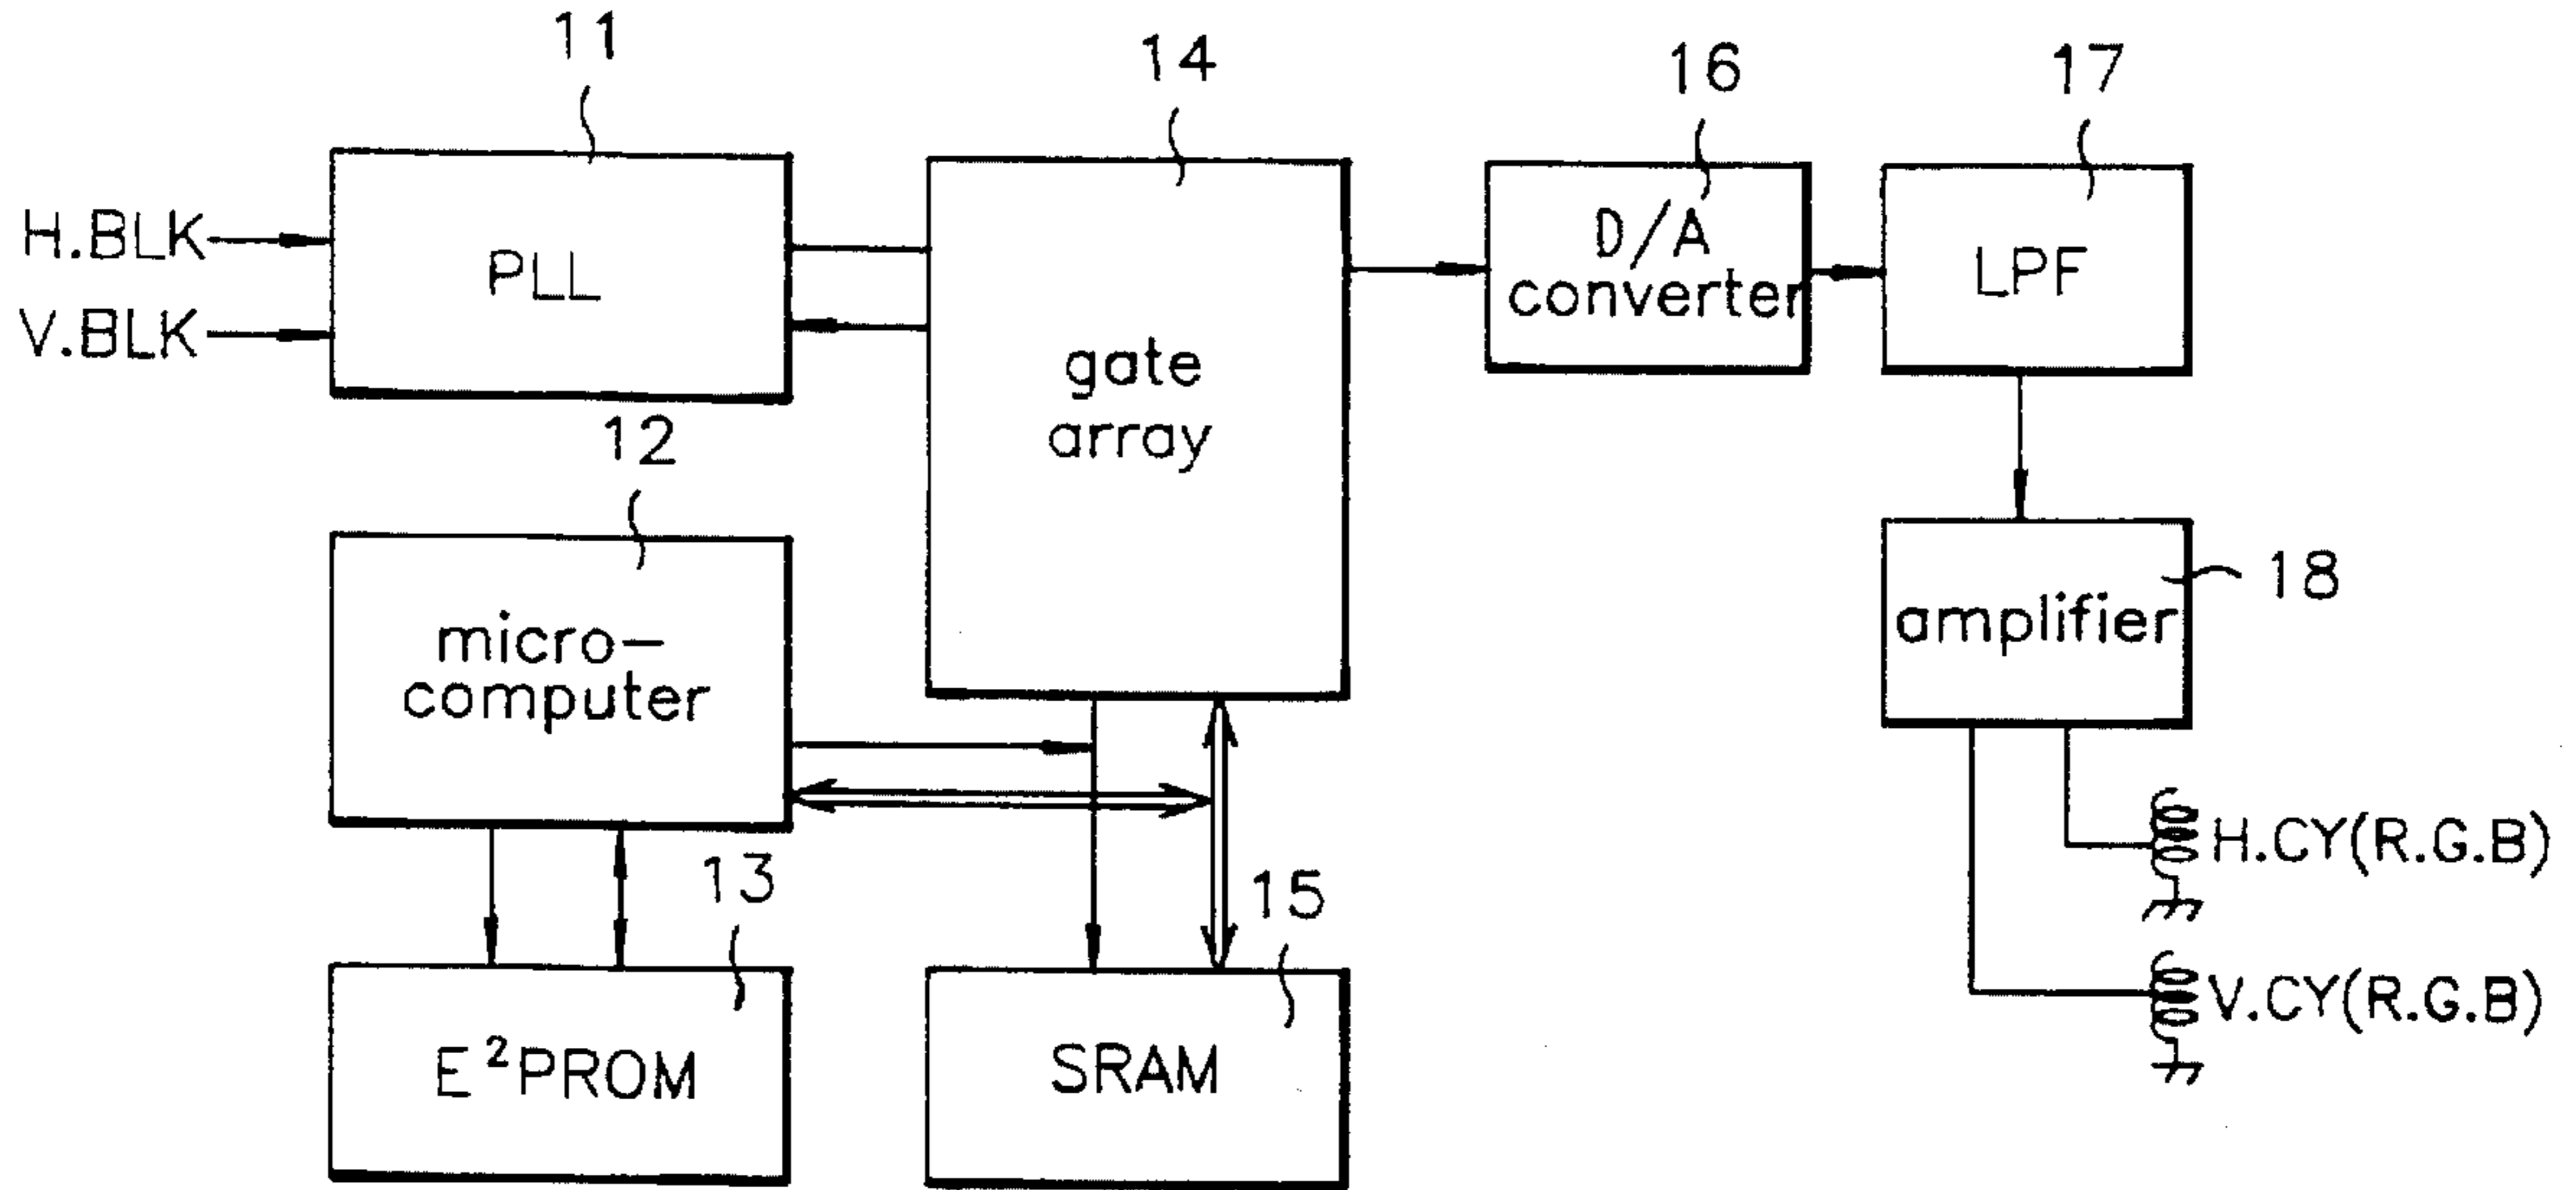 11
14
16
17
H.BLK
V.BLK
PLL
gate
array
D/A
converter
LPF
12
micro-
computer
18
amplifier
13
E²PROM
15
SRAM
H.CY(R.G.B)
V.CY(R.G.B)